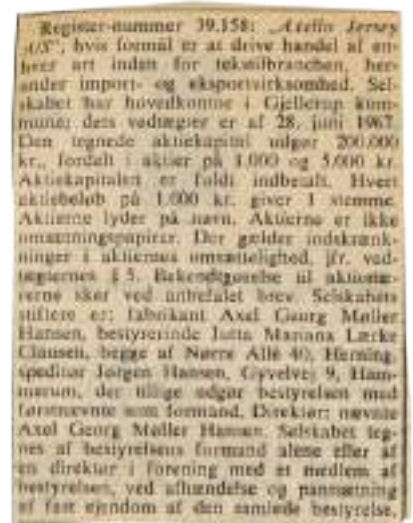 Register-nummer 39.158: „Axella Jersey
A/S", hvis formål er at drive handel af en-
hver art inden for tekstilbranchen, her-
under import- og eksportvirksomhed. Sel-
skabet har hovedkontor i Gjellerup kom-
mune; dets vedtægter er af 28. juni 1967.
Den tegnede aktiekapital udgør 200.000
kr., fordelt i aktier på 1.000 og 5.000 kr.
Aktiekapitalen er fuldt indbetalt. Hvert
aktiebeløb på 1.000 kr. giver 1 stemme.
Aktierne lyder på navn. Aktierne er ikke
omsætningspapirer. Der gælder indskrænk-
ninger i aktiernes omsættelighed, jfr. ved-
tægternes § 5. Bekendtgørelse til aktionæ-
rerne sker ved anbefalet brev. Selskabets
stiftere er: fabrikant Axel Georg Møller
Hansen, bestyrerinde Jutta Mariana Lærke
Clausen, begge af Nørre Allé 40, Herning,
speditør Jørgen Hansen, Gyvelvej 9, Ham-
merum, der tillige udgør bestyrelsen med
førstnævnte som formand. Direktør: nævnte
Axel Georg Møller Hansen. Selskabet teg-
nes af bestyrelsens formand alene eller af
en direktør i forening med et medlem af
bestyrelsen, ved afhændelse og pantsætning
af fast ejendom af den samlede bestyrelse.